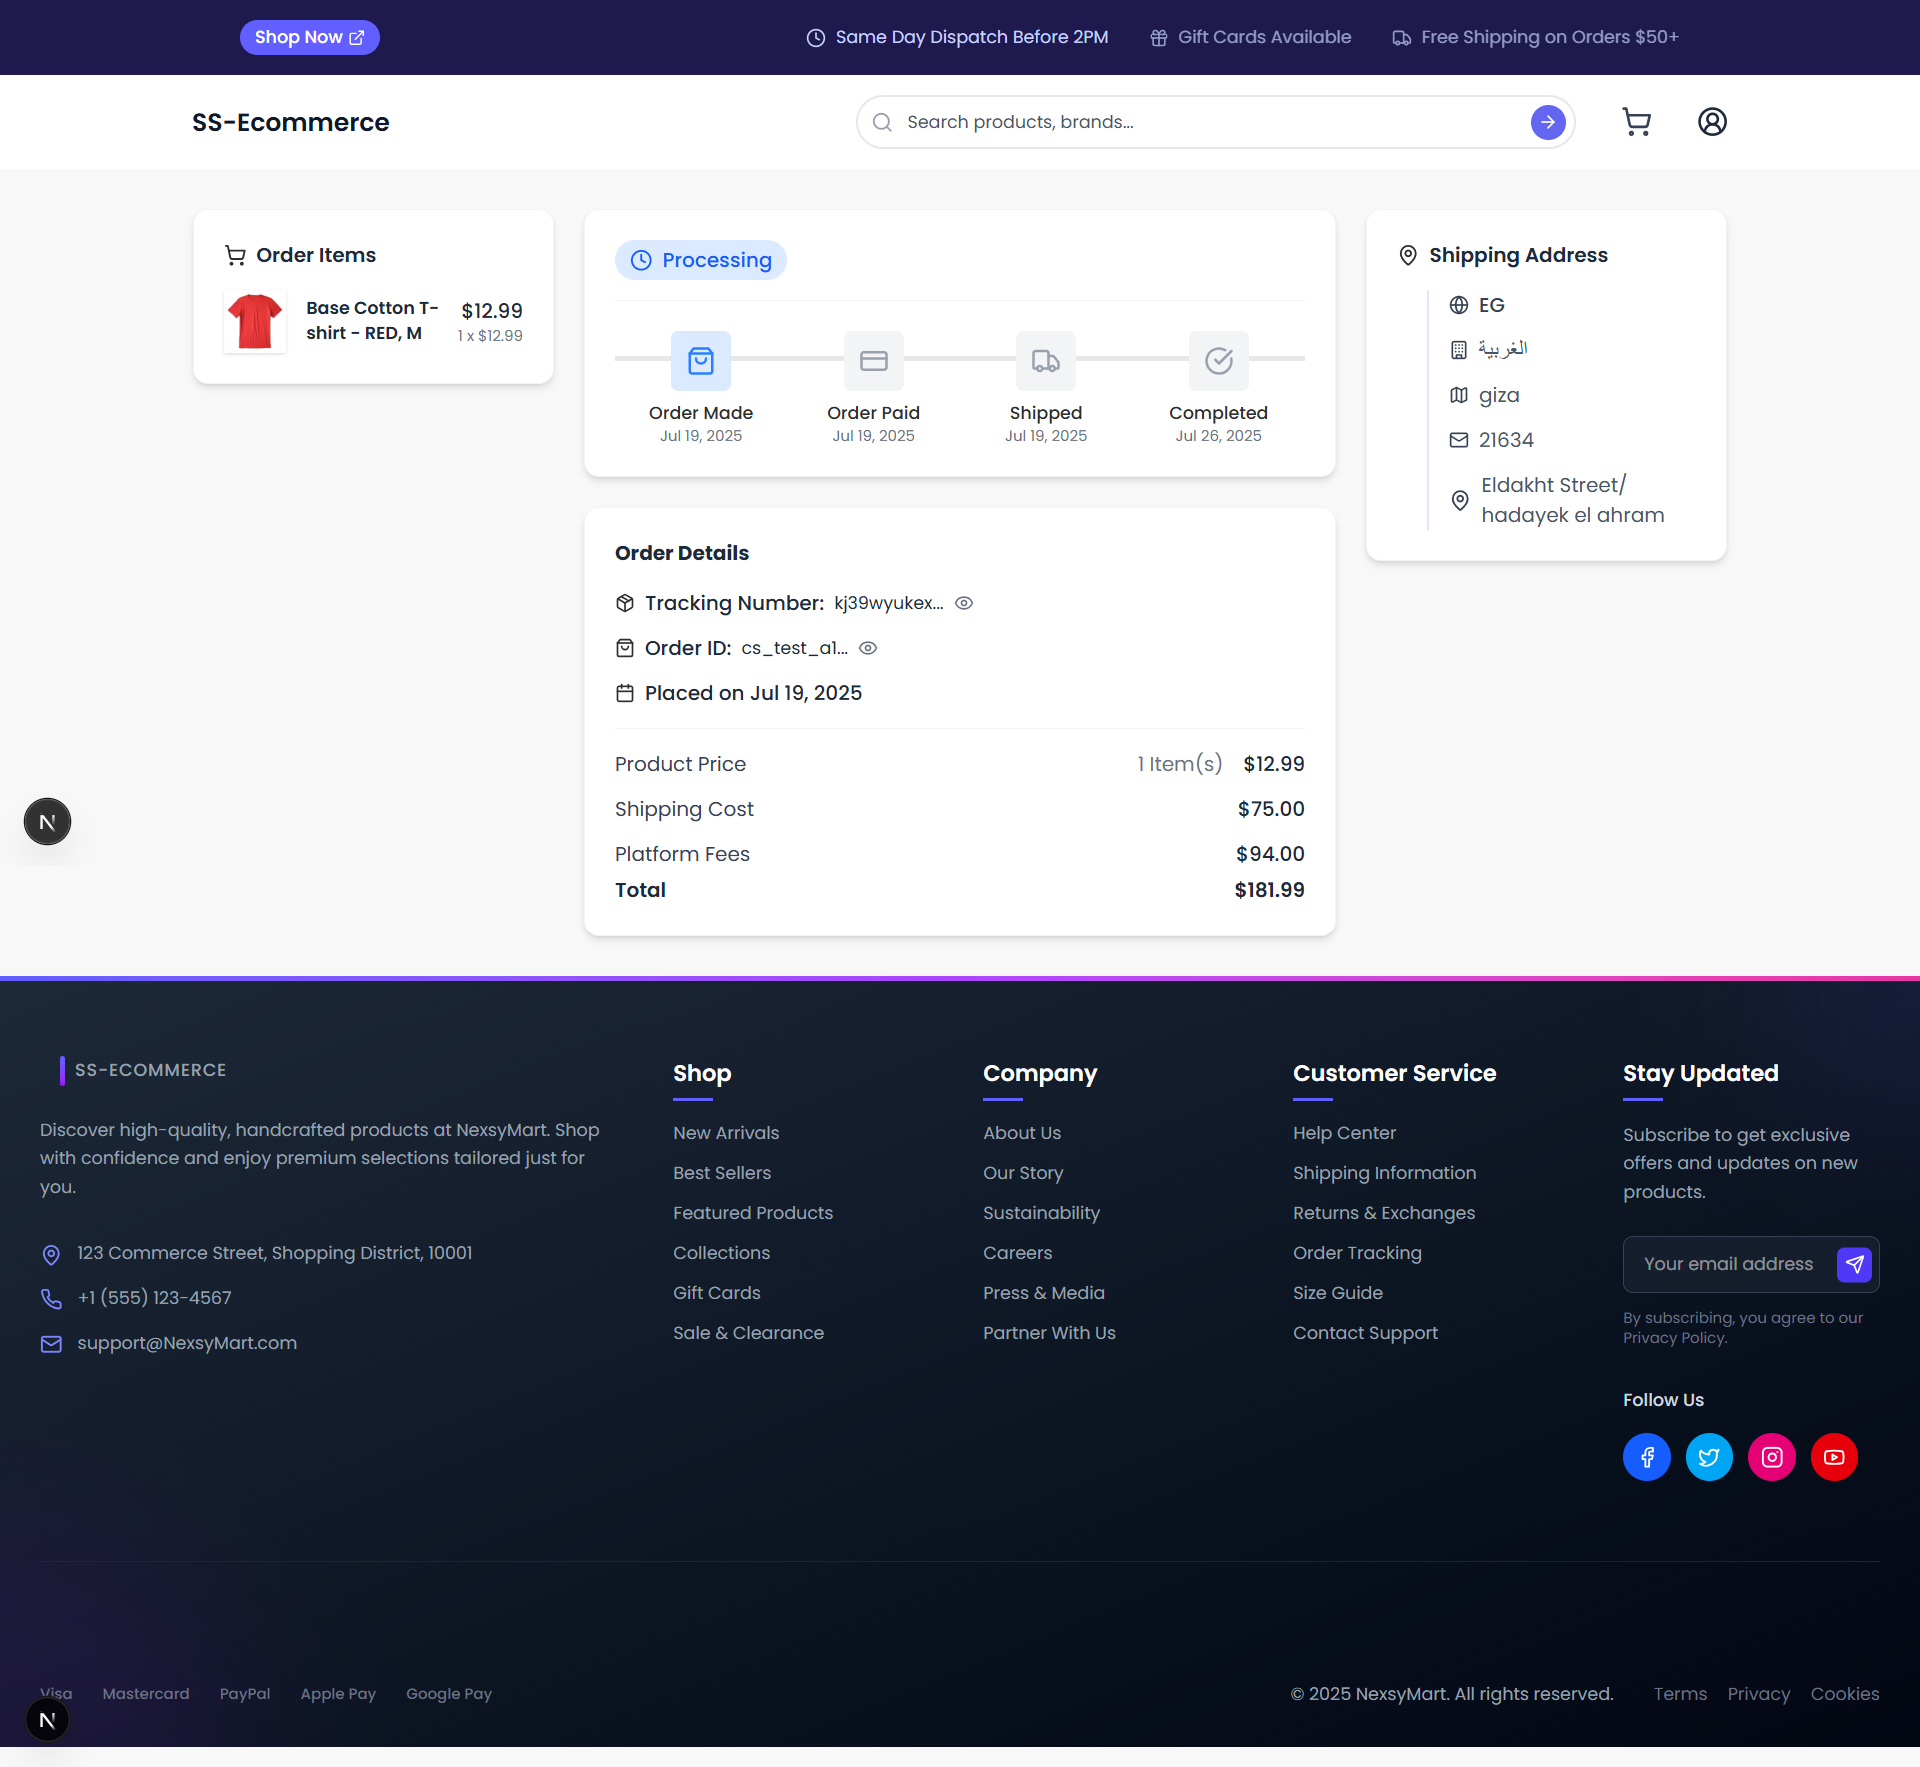 Shop Now
Same Day Dispatch Before 2PM
Gift Cards Available
Free Shipping on Orders $50+
SS-Ecommerce
Search products, brands...
Order Items
Base Cotton T-
shirt - RED, M
$12.99
1 x $12.99
Processing
Order Made
Jul 19, 2025
Order Paid
Jul 19, 2025
Shipped
Jul 19, 2025
Completed
Jul 26, 2025
Order Details
Tracking Number: kj39wyukex...
Order ID: cs_test_a1...
Placed on Jul 19, 2025
Product Price 1 Item(s) $12.99
Shipping Cost $75.00
Platform Fees $94.00
Total $181.99
Shipping Address
EG
الغربية
giza
21634
Eldakht Street/
hadayek el ahram
N
SS-ECOMMERCE
Discover high-quality, handcrafted products at NexsyMart. Shop
with confidence and enjoy premium selections tailored just for
you.
123 Commerce Street, Shopping District, 10001
+1 (555) 123-4567
support@NexsyMart.com
Shop
New Arrivals
Best Sellers
Featured Products
Collections
Gift Cards
Sale & Clearance
Company
About Us
Our Story
Sustainability
Careers
Press & Media
Partner With Us
Customer Service
Help Center
Shipping Information
Returns & Exchanges
Order Tracking
Size Guide
Contact Support
Stay Updated
Subscribe to get exclusive
offers and updates on new
products.
Your email address
By subscribing, you agree to our
Privacy Policy.
Follow Us
Visa Mastercard PayPal Apple Pay Google Pay
© 2025 NexsyMart. All rights reserved. Terms Privacy Cookies
N